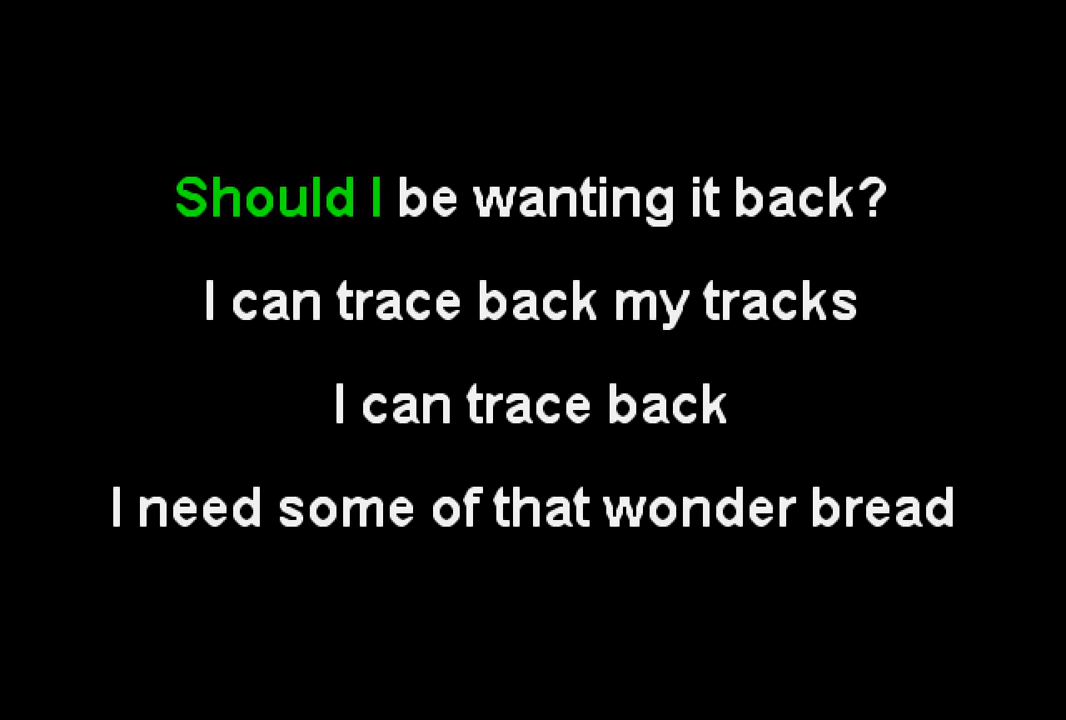 Should I be wanting it back?
I can trace back my tracks
I can trace back
I need some of that wonder bread